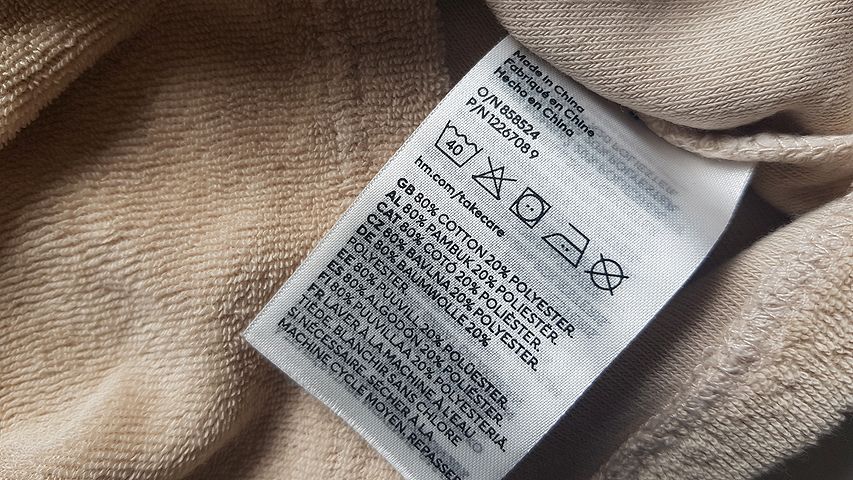 Made in China
Fabriqué en Chine
Hecho en China
O/N 858524
P/N 1226708 9
40
hm.com/takecare
GB 80% COTTON 20% POLYESTER.
AL 80% PAMBUK 20% POLIESTER.
CAT 80% COTÓ 20% POLIÈSTER.
CZ 80% BAVLNA 20% POLYESTER.
DE 80% BAUMWOLLE 20%
POLYESTER.
EE 80% PUUVILL 20% POLÜESTER.
ES 80% ALGODÓN 20% POLYESTER.
FI 80% PUUVILLAA 20% POLYESTERIÄ.
FR LAVER À LA MACHINE À L'EAU
TIÈDE. BLANCHIR SANS CHLORE
SI NÉCESSAIRE. SÉCHER À LA
MACHINE CYCLE MOYEN. REPASSER